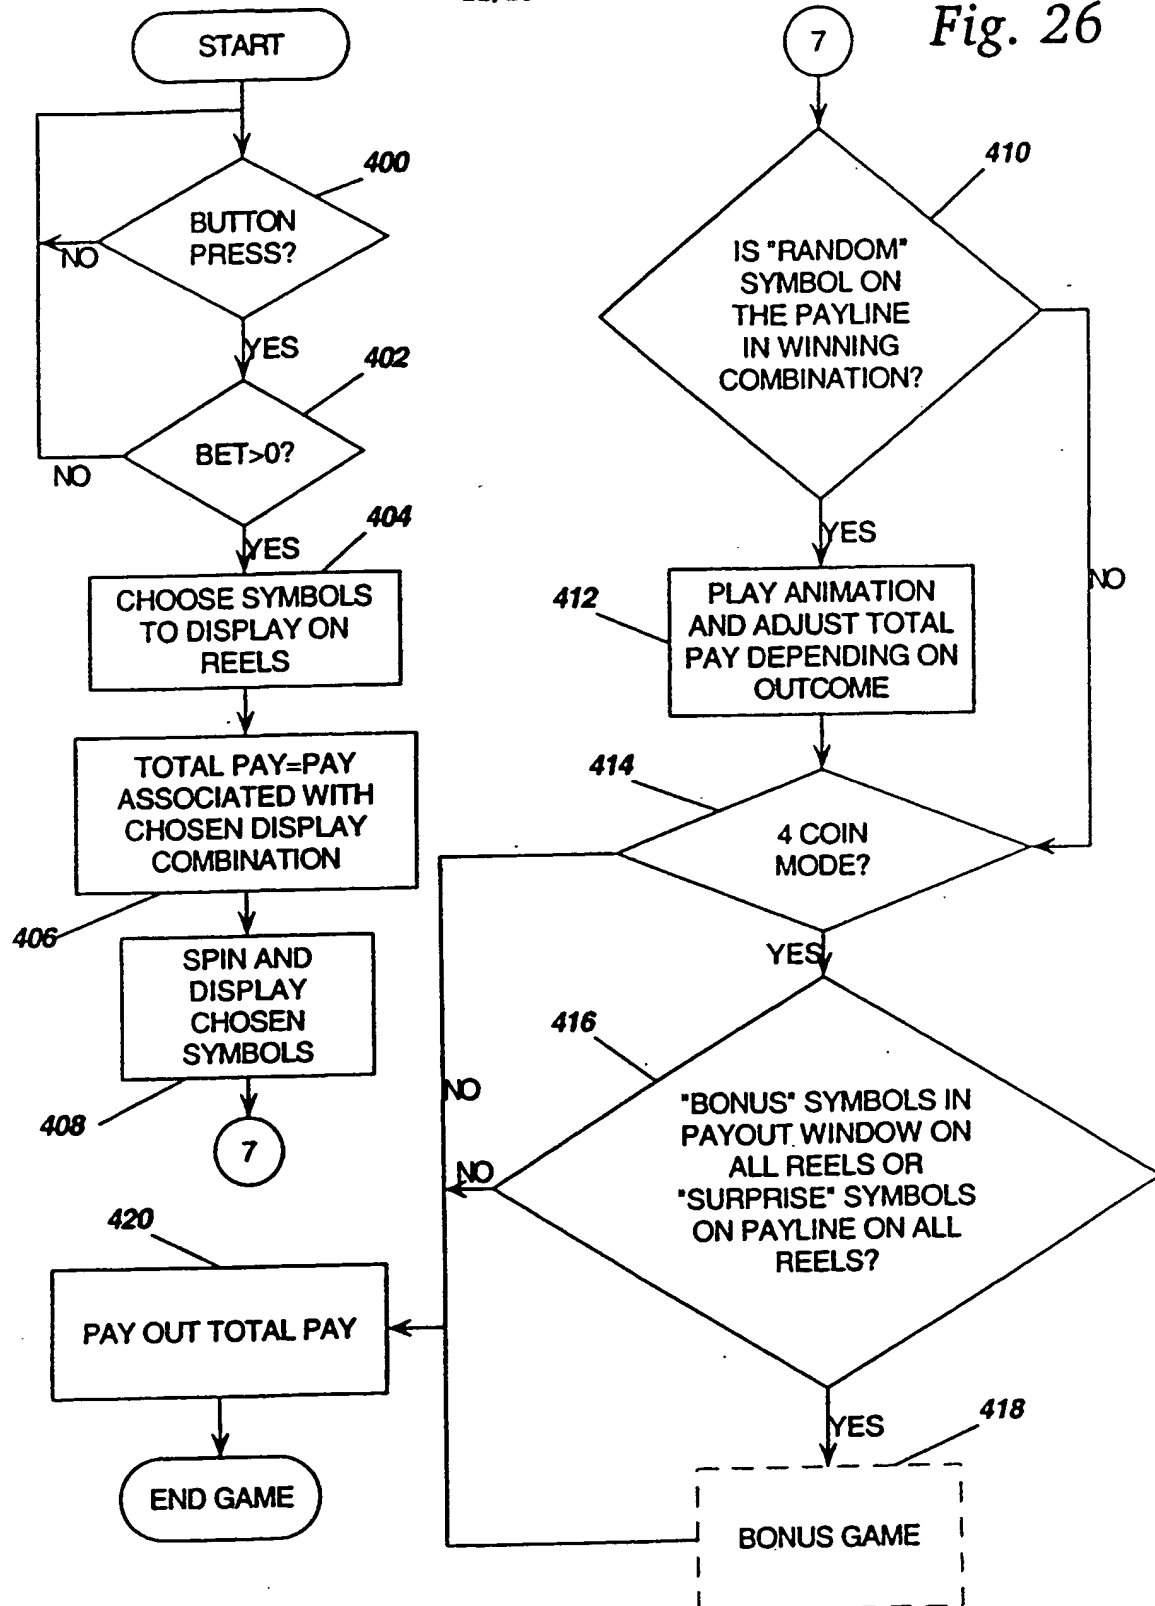 Fig. 26
START
400
BUTTON
PRESS?
NO
YES
402
BET>0?
NO
YES
404
CHOOSE SYMBOLS
TO DISPLAY ON
REELS
TOTAL PAY=PAY
ASSOCIATED WITH
CHOSEN DISPLAY
COMBINATION
406
SPIN AND
DISPLAY
CHOSEN
SYMBOLS
408
7
420
PAY OUT TOTAL PAY
END GAME
7
410
IS "RANDOM"
SYMBOL ON
THE PAYLINE
IN WINNING
COMBINATION?
YES
NO
412
PLAY ANIMATION
AND ADJUST TOTAL
PAY DEPENDING ON
OUTCOME
414
4 COIN
MODE?
YES
NO
416
"BONUS" SYMBOLS IN
PAYOUT WINDOW ON
ALL REELS OR
"SURPRISE" SYMBOLS
ON PAYLINE ON ALL
REELS?
NO
YES
418
BONUS GAME